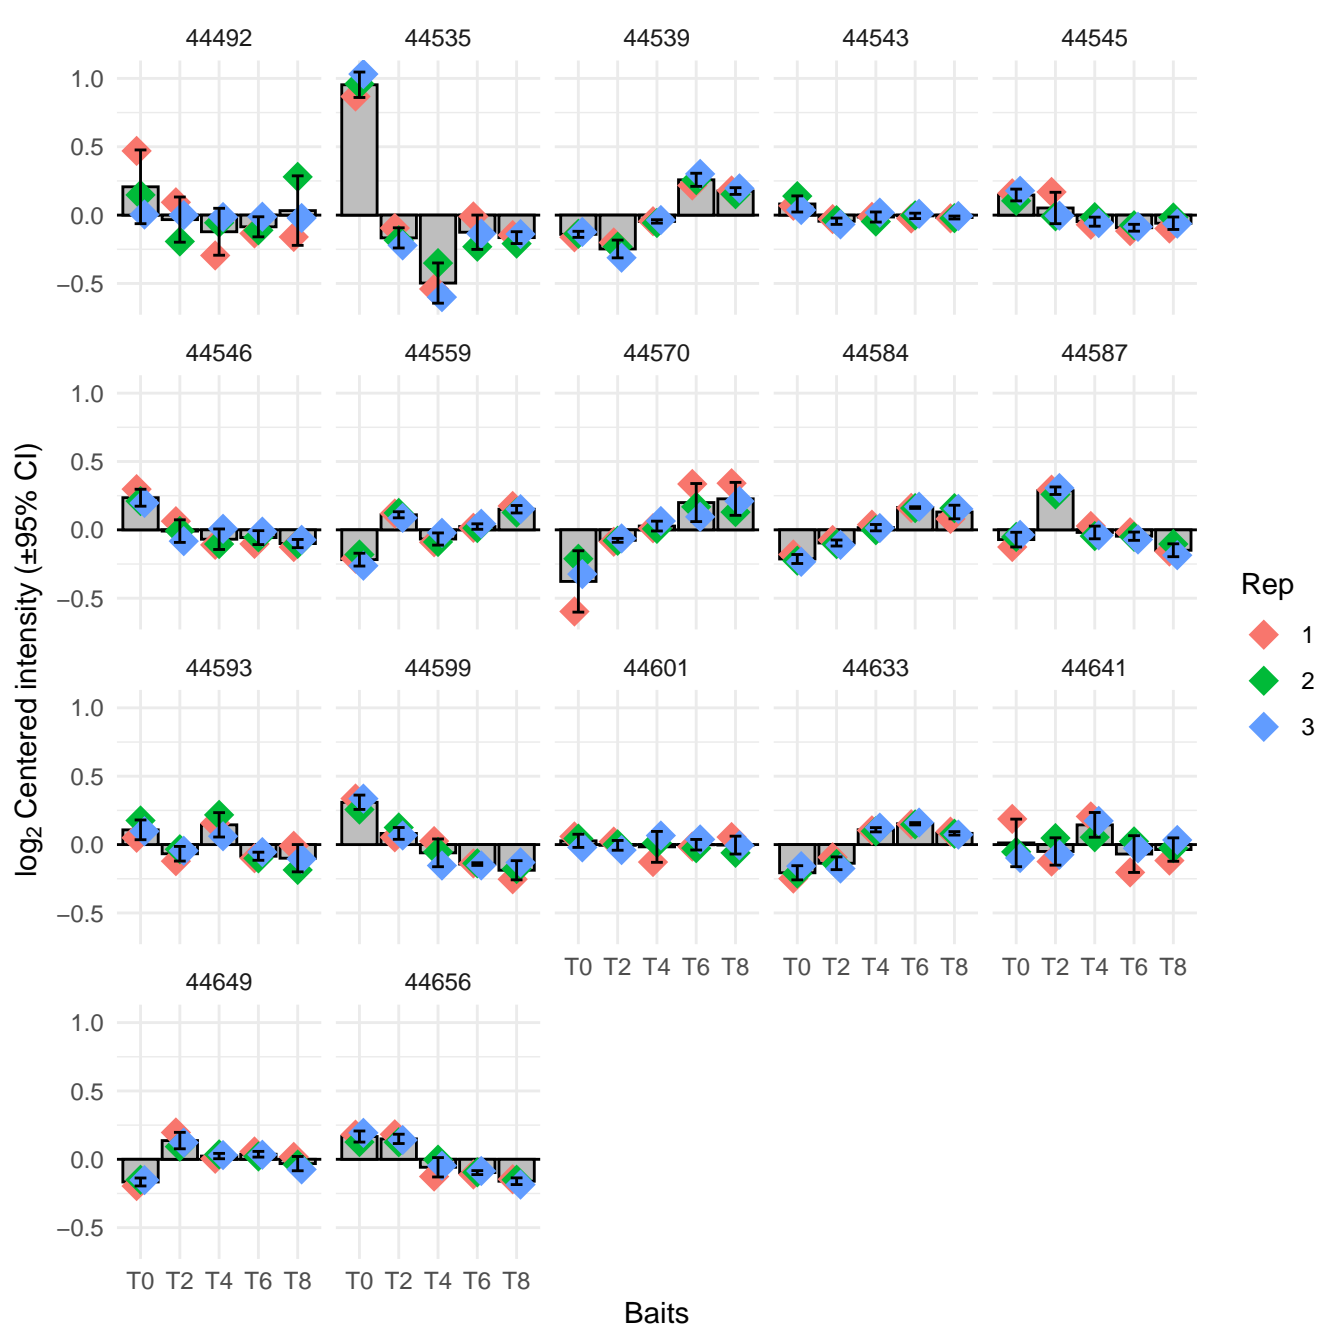 44492 44535 44539 44543 44545
1.0
0.5
0.0
−0.5
44546 44559 44570 44584 44587
1.0
0.5
0.0
−0.5
44593 44599 44601 44633 44641
1.0
0.5
0.0
−0.5
T0 T2 T4 T6 T8 T0 T2 T4 T6 T8 T0 T2 T4 T6 T8
44649 44656
1.0
0.5
0.0
−0.5
T0 T2 T4 T6 T8 T0 T2 T4 T6 T8
Baits
log2 Centered intensity (±95% CI)
Rep
1
2
3